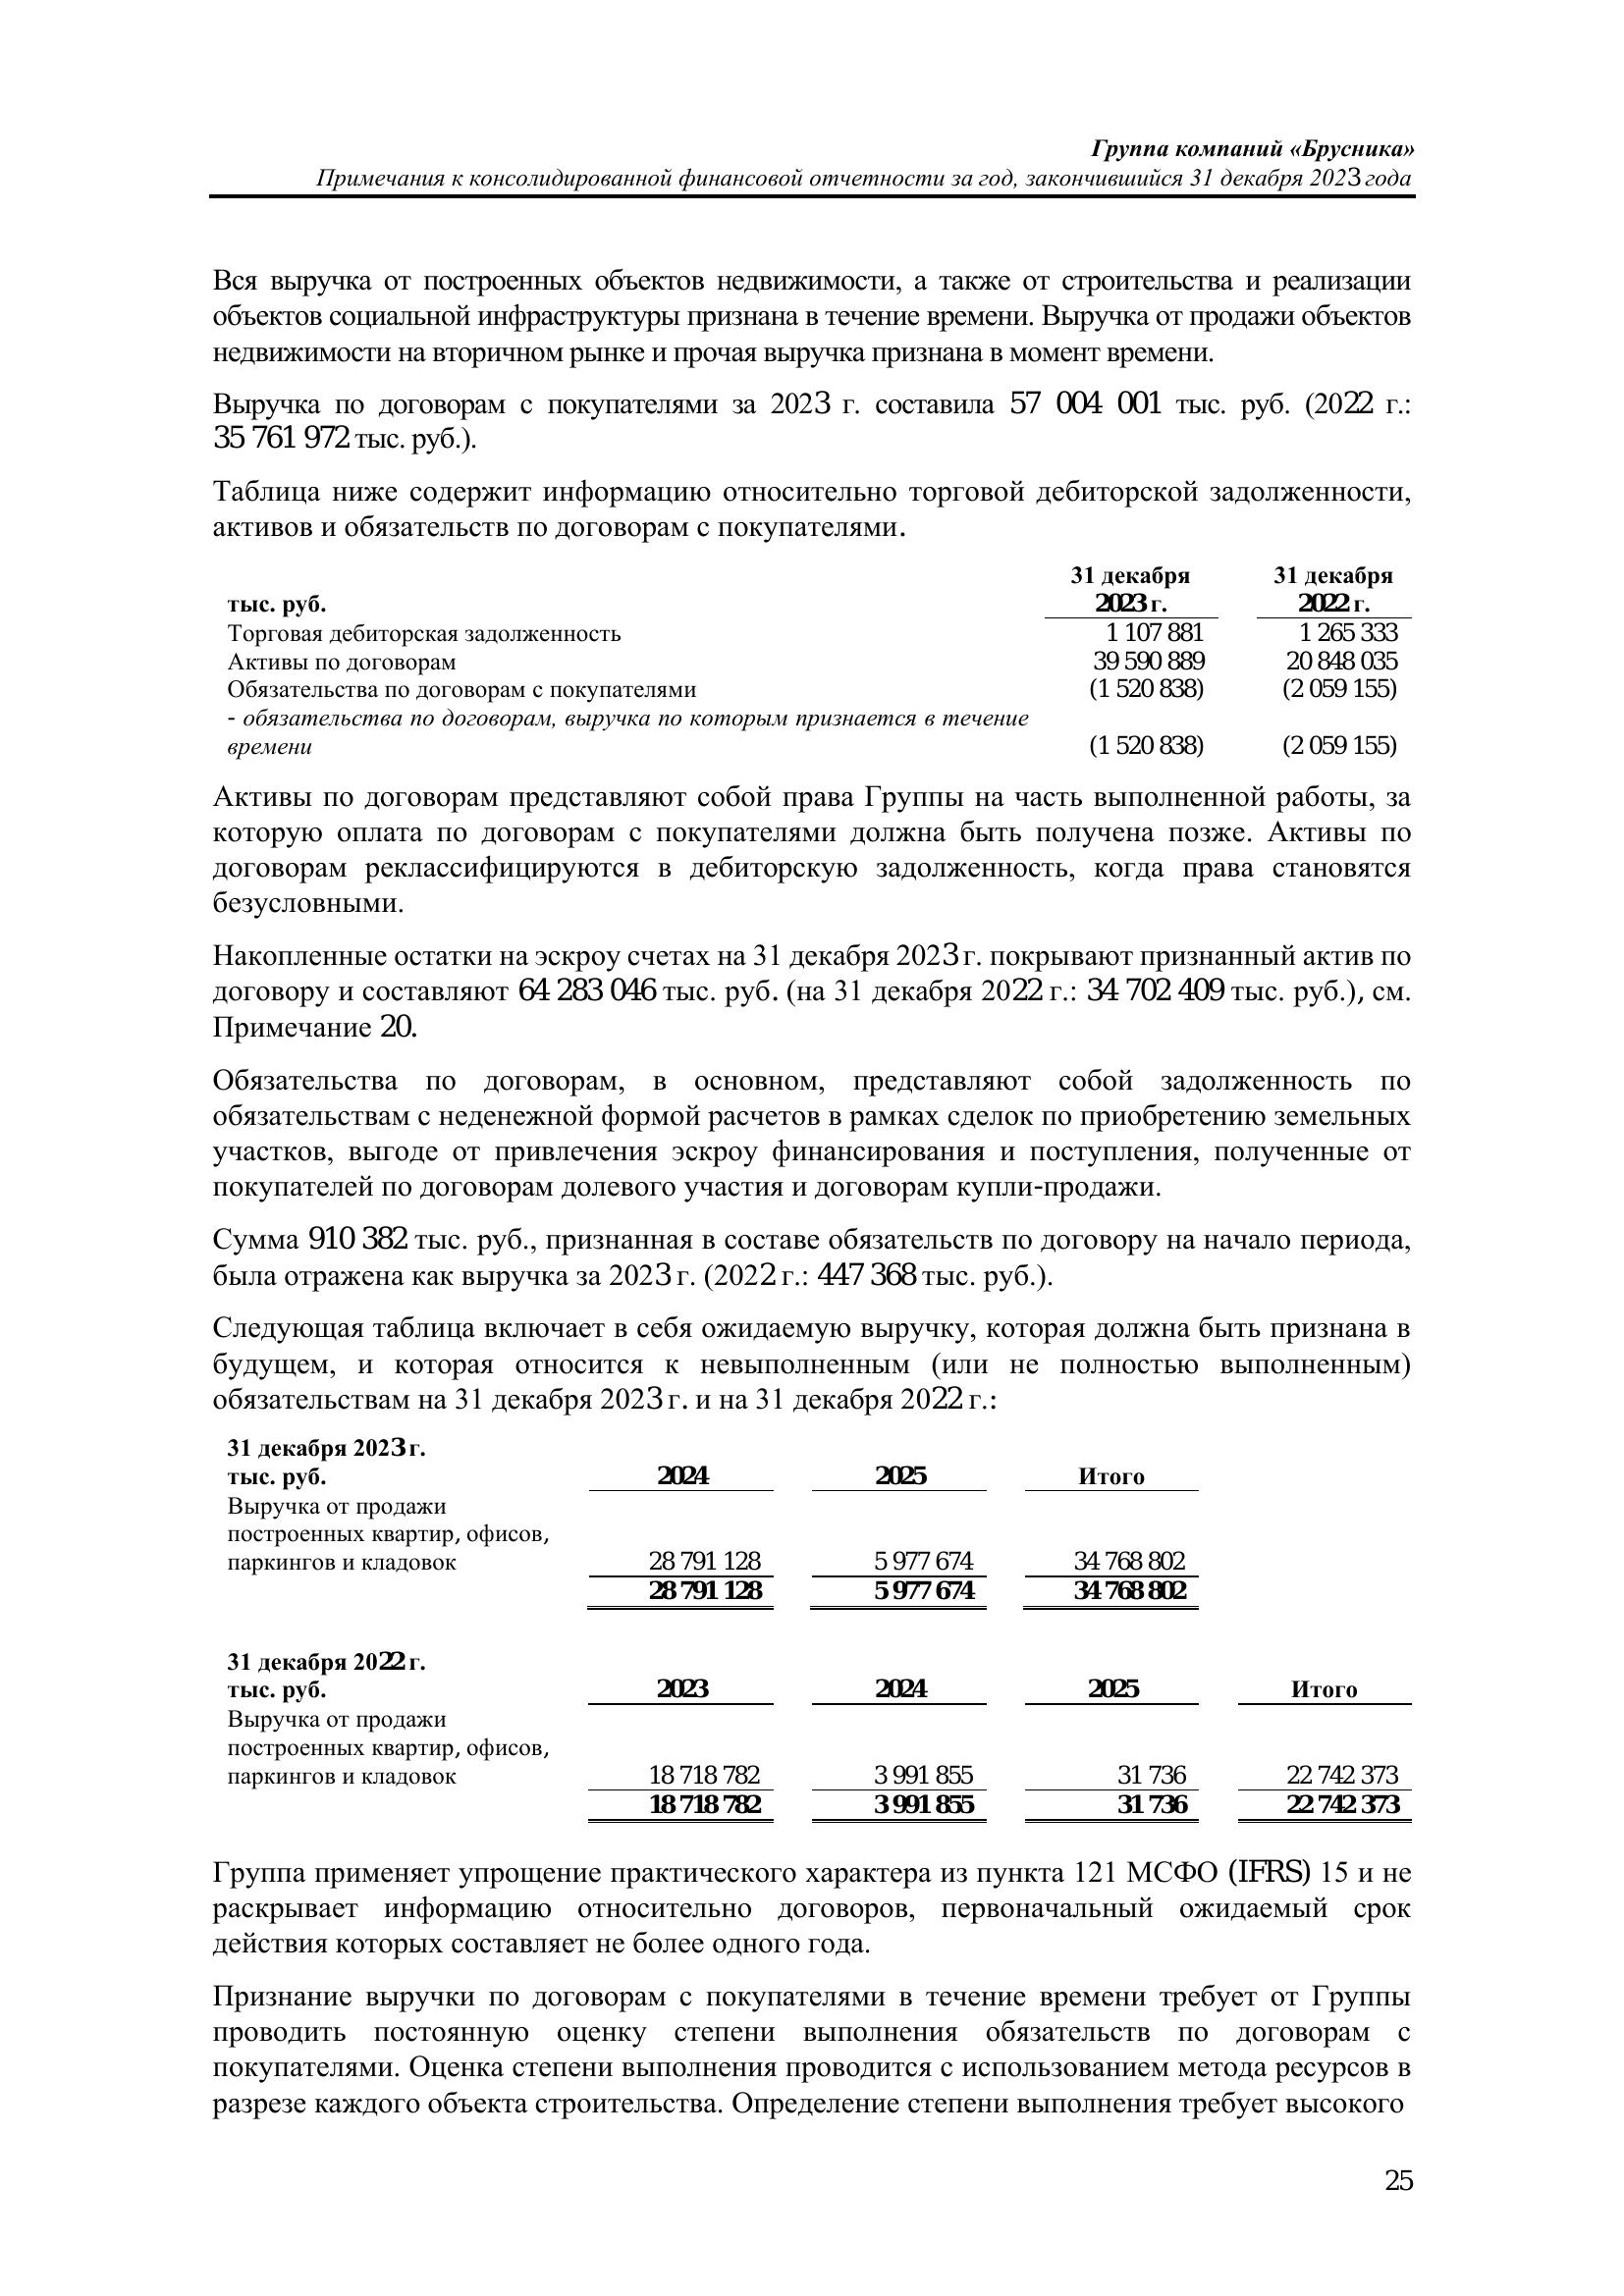 Группа компаний «Брусника»
Примечания к консолидированной финансовой отчетности за год, закончившийся 31 декабря 2023 года
Вся выручка от построенных объектов недвижимости, а также от строительства и реализации
объектов социальной инфраструктуры признана в течение времени. Выручка от продажи объектов
недвижимости на вторичном рынке и прочая выручка признана в момент времени.
Выручка по договорам с покупателями за 2023 г. составила 57 004 001 тыс. руб. (2022 г.:
35 761 972 тыс. руб.).
Таблица ниже содержит информацию относительно торговой дебиторской задолженности,
активов и обязательств по договорам с покупателями.
31 декабря 31 декабря
тыс. руб. 2023 г. 2022 г.
Торговая дебиторская задолженность 1 107 881 1 265 333
Активы по договорам 39 590 889 20 848 035
Обязательства по договорам с покупателями (1 520 838) (2 059 155)
- обязательства по договорам, выручка по которым признается в течение
времени (1 520 838) (2 059 155)
Активы по договорам представляют собой права Группы на часть выполненной работы, за
которую оплата по договорам с покупателями должна быть получена позже. Активы по
договорам реклассифицируются в дебиторскую задолженность, когда права становятся
безусловными.
Накопленные остатки на эскроу счетах на 31 декабря 2023 г. покрывают признанный актив по
договору и составляют 64 283 046 тыс. руб. (на 31 декабря 2022 г.: 34 702 409 тыс. руб.), см.
Примечание 20.
Обязательства по договорам, в основном, представляют собой задолженность по
обязательствам с неденежной формой расчетов в рамках сделок по приобретению земельных
участков, выгоде от привлечения эскроу финансирования и поступления, полученные от
покупателей по договорам долевого участия и договорам купли-продажи.
Сумма 910 382 тыс. руб., признанная в составе обязательств по договору на начало периода,
была отражена как выручка за 2023 г. (2022 г.: 447 368 тыс. руб.).
Следующая таблица включает в себя ожидаемую выручку, которая должна быть признана в
будущем, и которая относится к невыполненным (или не полностью выполненным)
обязательствам на 31 декабря 2023 г. и на 31 декабря 2022 г.:
31 декабря 2023 г.
тыс. руб. 2024 2025 Итого
Выручка от продажи
построенных квартир, офисов,
паркингов и кладовок 28 791 128 5 977 674 34 768 802
28 791 128 5 977 674 34 768 802
31 декабря 2022 г.
тыс. руб. 2023 2024 2025 Итого
Выручка от продажи
построенных квартир, офисов,
паркингов и кладовок 18 718 782 3 991 855 31 736 22 742 373
18 718 782 3 991 855 31 736 22 742 373
Группа применяет упрощение практического характера из пункта 121 МСФО (IFRS) 15 и не
раскрывает информацию относительно договоров, первоначальный ожидаемый срок
действия которых составляет не более одного года.
Признание выручки по договорам с покупателями в течение времени требует от Группы
проводить постоянную оценку степени выполнения обязательств по договорам с
покупателями. Оценка степени выполнения проводится с использованием метода ресурсов в
разрезе каждого объекта строительства. Определение степени выполнения требует высокого
25